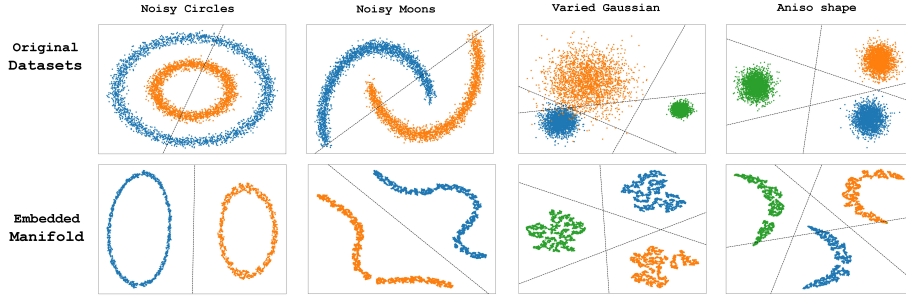 Noisy Circles
Noisy Moons
Varied Gaussian
Aniso shape
Original
Datasets
Embedded
Manifold